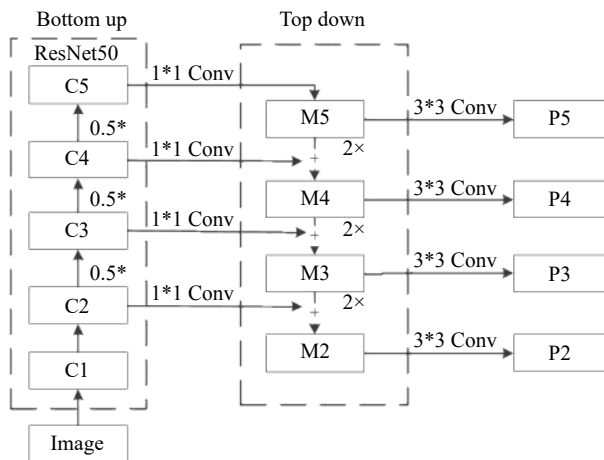 Bottom up
Top down
ResNet50
C5
1*1 Conv
M5
3*3 Conv
P5
0.5*
+
2×
C4
1*1 Conv
M4
3*3 Conv
P4
0.5*
+
2×
C3
1*1 Conv
M3
3*3 Conv
P3
0.5*
+
2×
C2
1*1 Conv
M2
3*3 Conv
P2
C1
Image